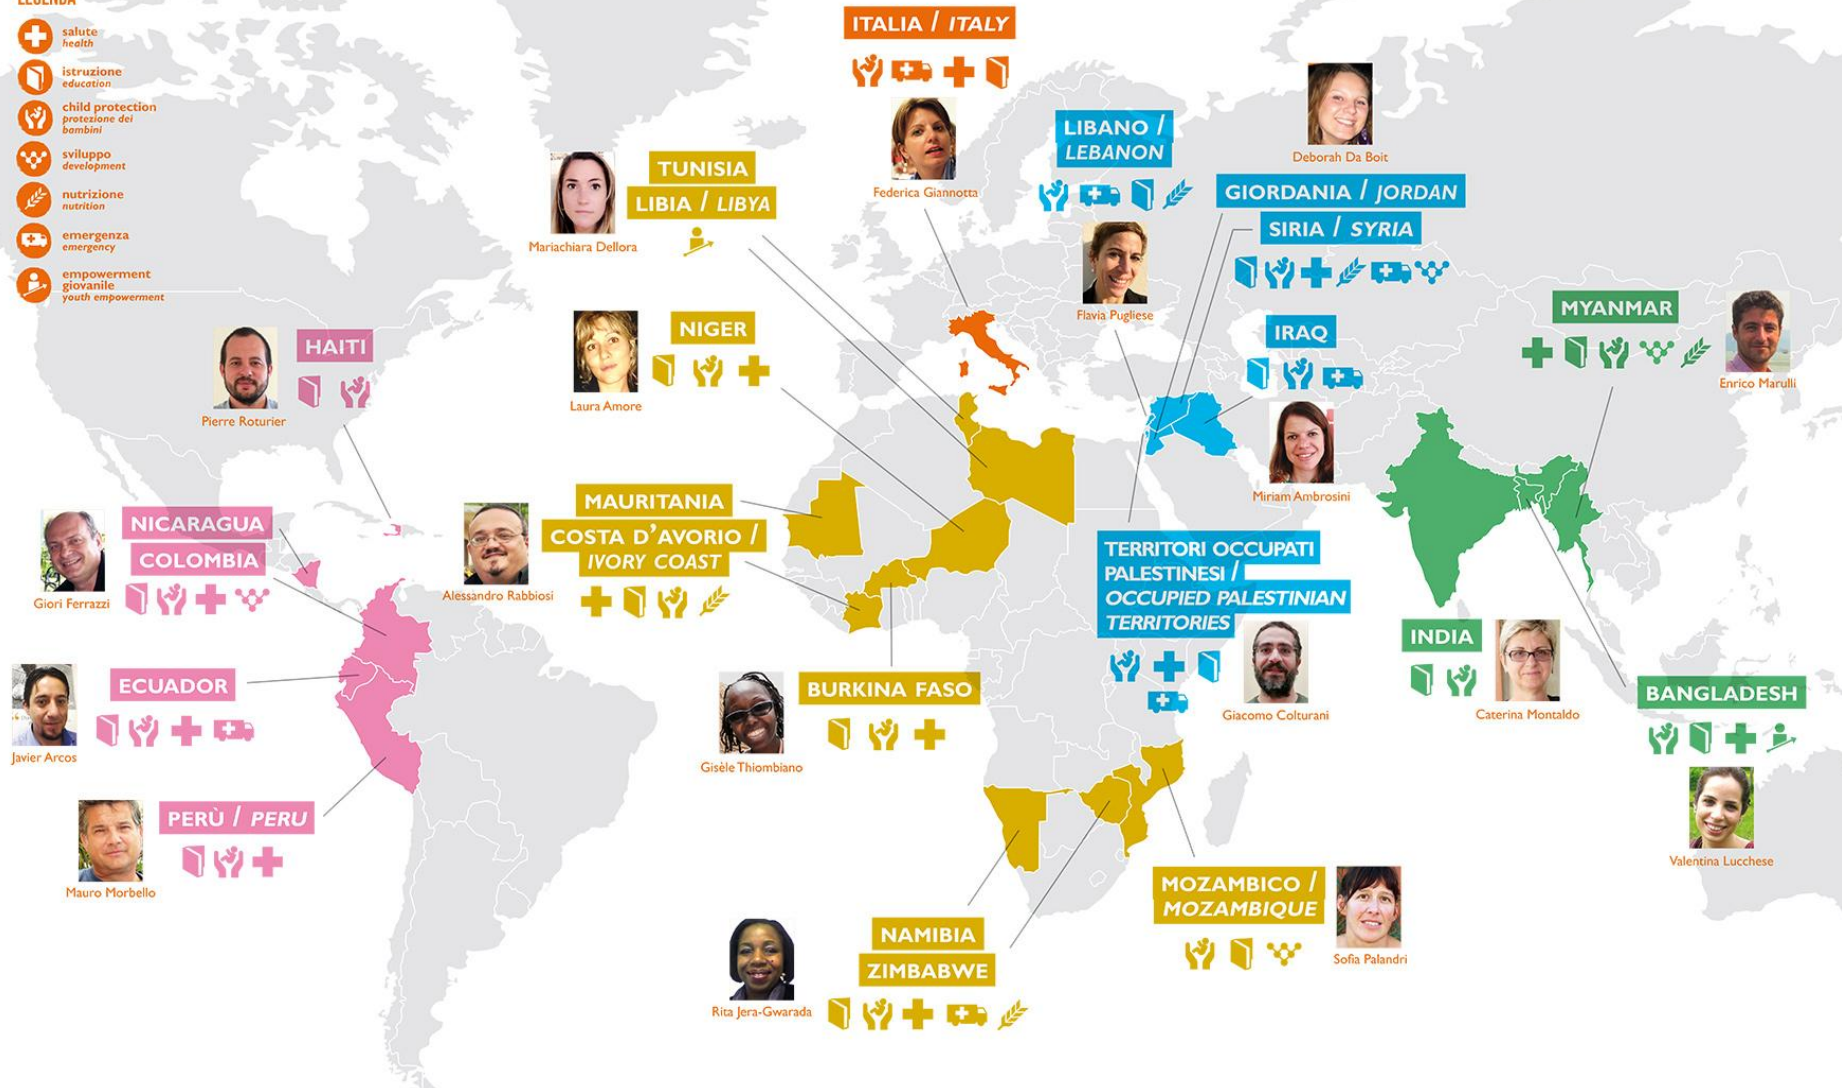 LEGENDA
salute
health
istruzione
education
child protection
protezione dei
bambini
sviluppo
development
nutrizione
nutrition
emergenza
emergency
empowerment
giovanile
youth empowerment
ITALIA / ITALY
Federica Giannotta
LIBANO /
LEBANON
Flavia Pugliese
Deborah Da Boit
GIORDANIA / JORDAN
SIRIA / SYRIA
TUNISIA
LIBIA / LIBYA
Mariachiara Dellora
NIGER
Laura Amore
IRAQ
Miriam Ambrosini
MYANMAR
Enrico Marulli
HAITI
Pierre Roturier
NICARAGUA
COLOMBIA
Giori Ferrazzi
MAURITANIA
COSTA D'AVORIO /
IVORY COAST
Alessandro Rabbiosi
TERRITORI OCCUPATI
PALESTINESI /
OCCUPIED PALESTINIAN
TERRITORIES
Giacomo Colturani
INDIA
Caterina Montaldo
BANGLADESH
Valentina Lucchese
ECUADOR
Javier Arcos
BURKINA FASO
Gisèle Thiombiano
PERÙ / PERU
Mauro Morbello
MOZAMBICO /
MOZAMBIQUE
Sofia Palandri
NAMIBIA
ZIMBABWE
Rita Jera-Gwarada